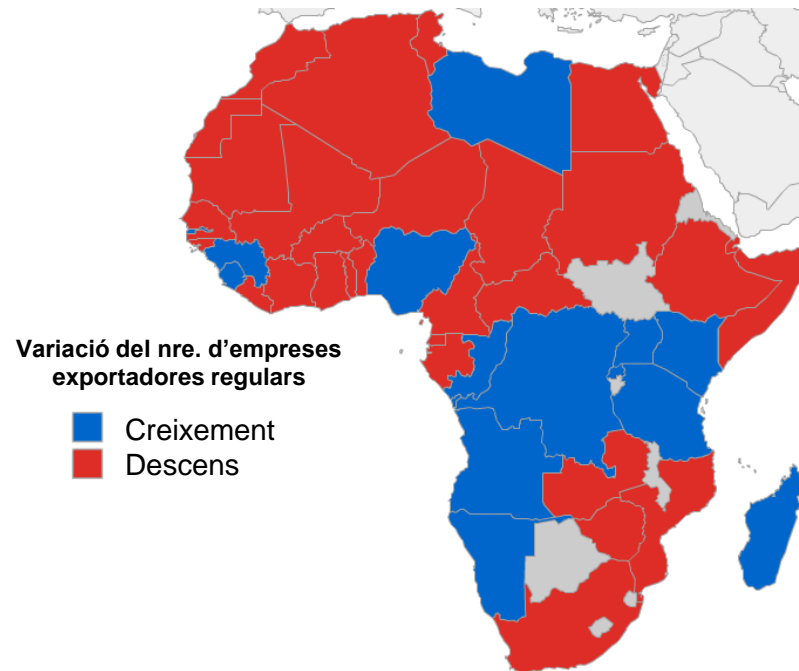 Variació del nre. d’empreses
exportadores regulars
Creixement
Descens